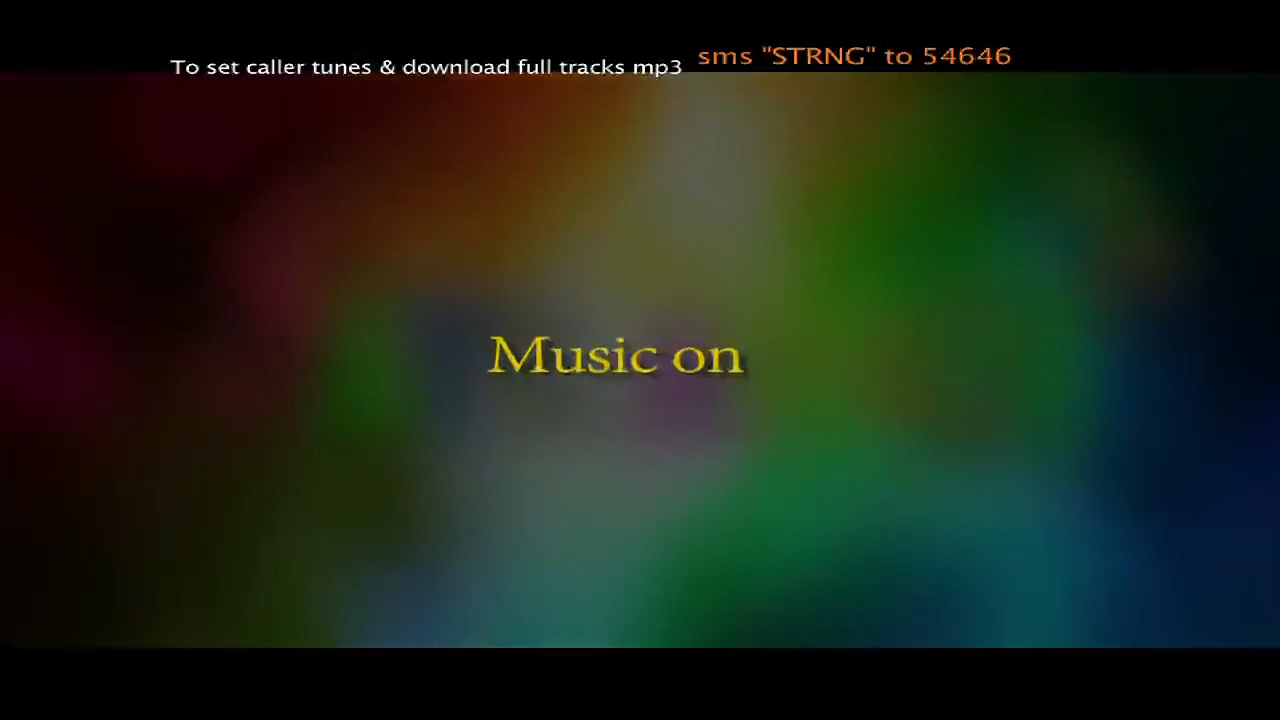 To set caller tunes & download full tracks mp3 sms "STRNG" to 54646
Music on